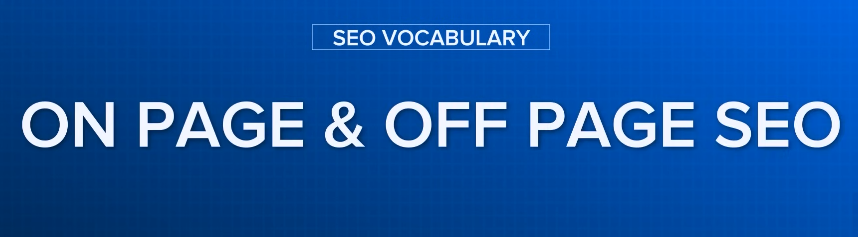 SEO VOCABULARY
ON PAGE & OFF PAGE SEO